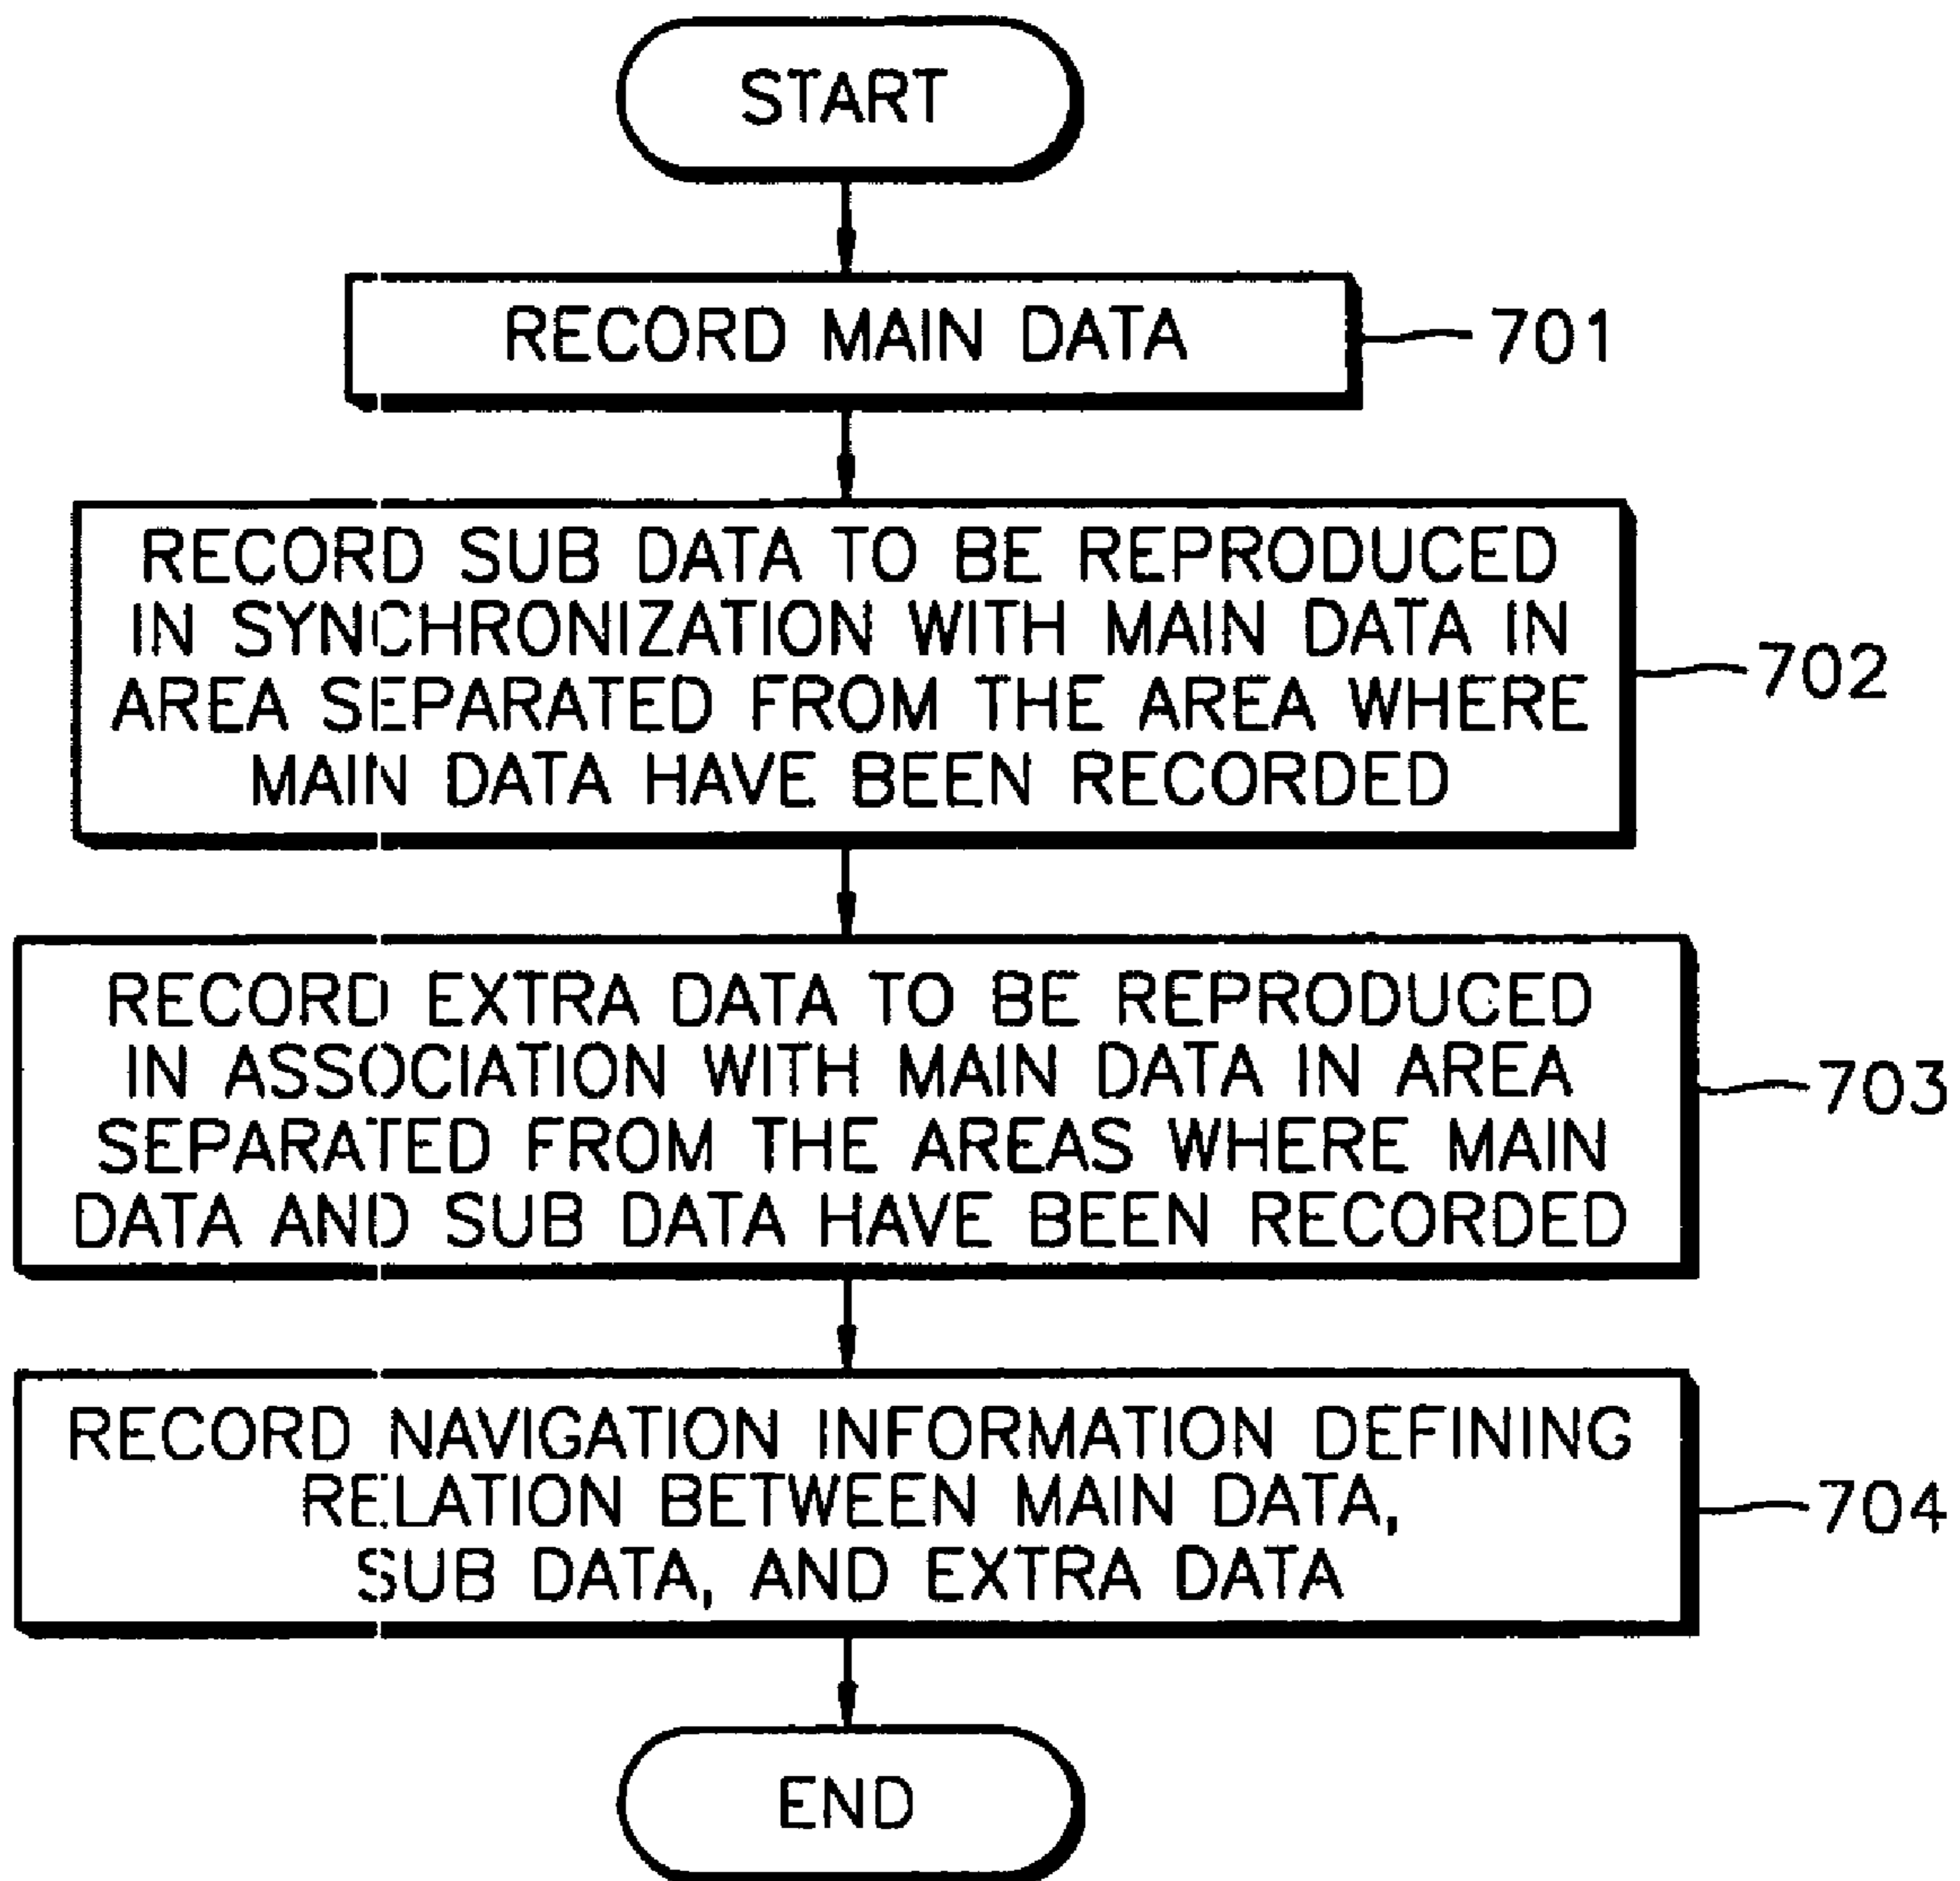 START
RECORD MAIN DATA
701
RECORD SUB DATA TO BE REPRODUCED
IN SYNCHRONIZATION WITH MAIN DATA IN
AREA SEPARATED FROM THE AREA WHERE
MAIN DATA HAVE BEEN RECORDED
702
RECORD EXTRA DATA TO BE REPRODUCED
IN ASSOCIATION WITH MAIN DATA IN AREA
SEPARATED FROM THE AREAS WHERE MAIN
DATA AND SUB DATA HAVE BEEN RECORDED
703
RECORD NAVIGATION INFORMATION DEFINING
RELATION BETWEEN MAIN DATA,
SUB DATA, AND EXTRA DATA
704
END